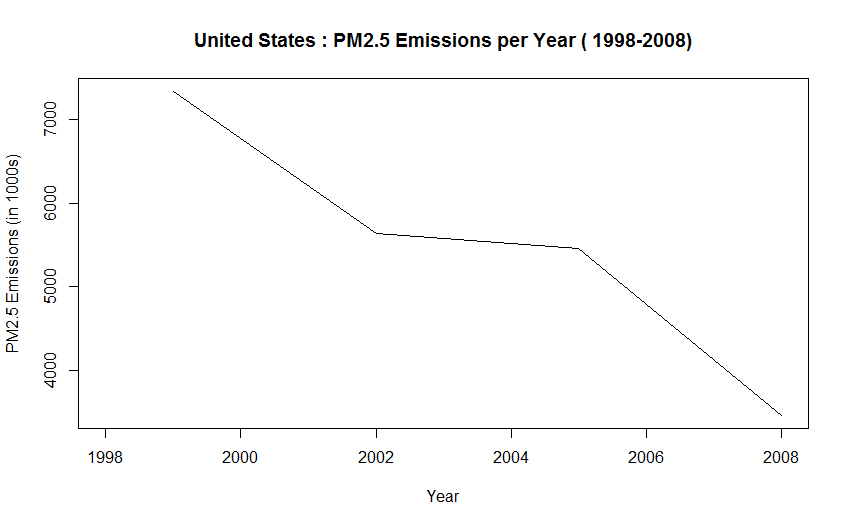 United States : PM2.5 Emissions per Year ( 1998-2008)
PM2.5 Emissions (in 1000s)
7000
6000
5000
4000
1998 2000 2002 2004 2006 2008
Year